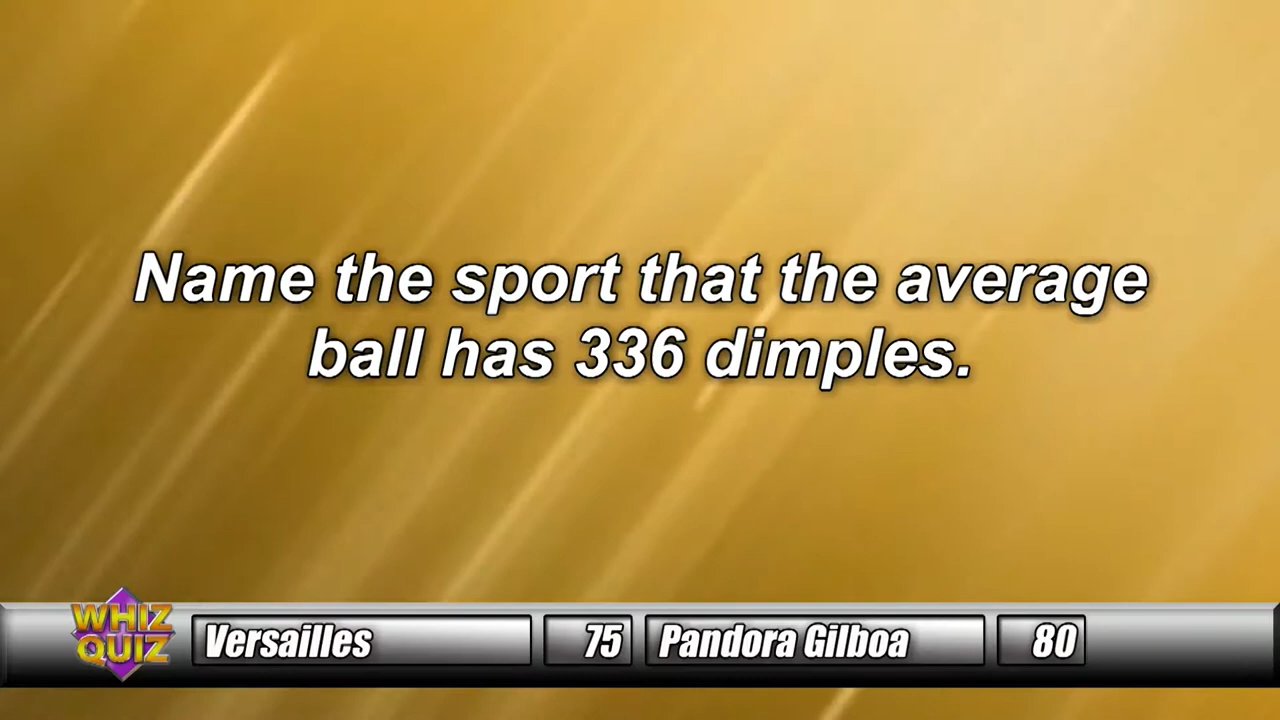 Name the sport that the average
ball has 336 dimples.
WHIZ
QUIZ
Versailles 75 Pandora Gilboa 80